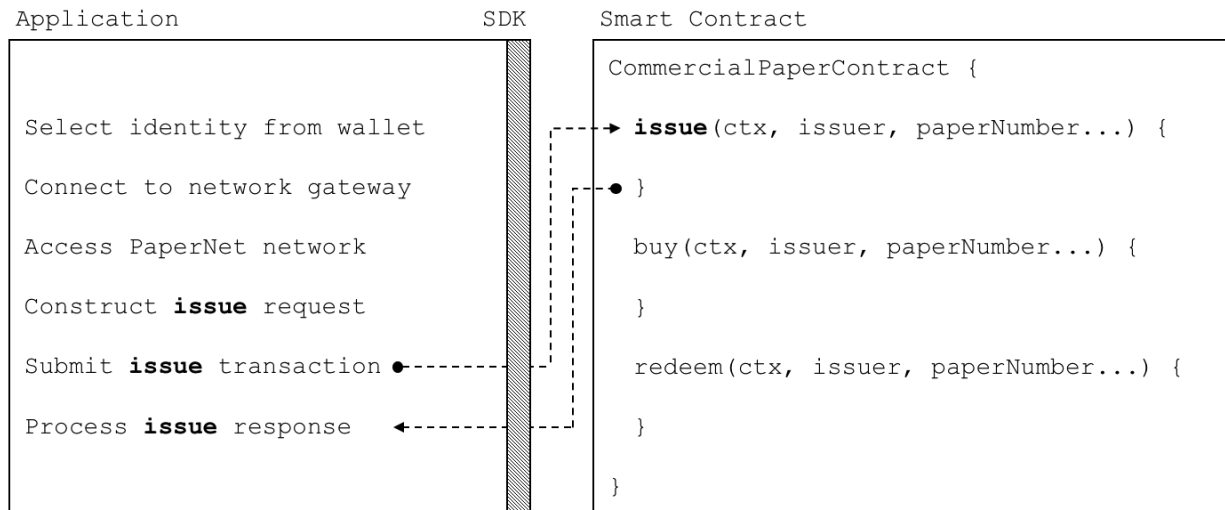 Application
SDK
Select identity from wallet
Connect to network gateway
Access PaperNet network
Construct issue request
Submit issue transaction
Process issue response
Smart Contract
CommercialPaperContract {
issue(ctx, issuer, paperNumber...) {
}
buy(ctx, issuer, paperNumber...) {
}
redeem(ctx, issuer, paperNumber...) {
}
}